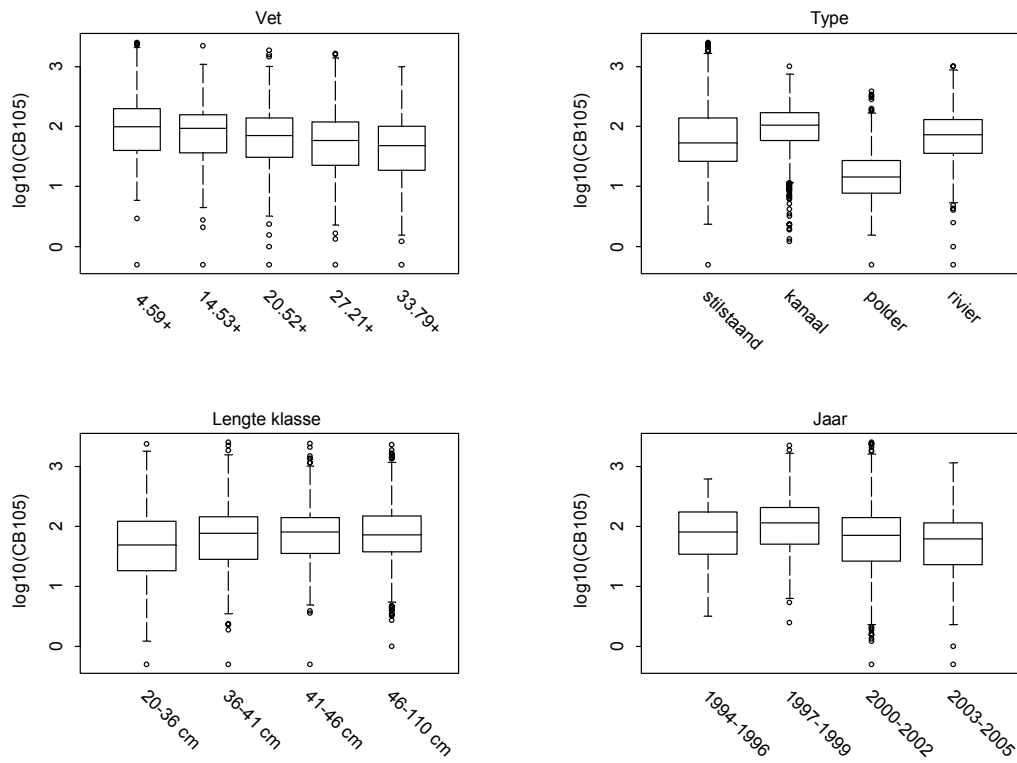 Vet
log10(CB105)
3
2
1
0
4.59+
14.53+
20.52+
27.21+
33.79+
Type
log10(CB105)
3
2
1
0
stilstaand
kanaal
polder
rivier
Lengte klasse
log10(CB105)
3
2
1
0
20-36 cm
36-41 cm
41-46 cm
46-110 cm
Jaar
log10(CB105)
3
2
1
0
1994-1996
1997-1999
2000-2002
2003-2005